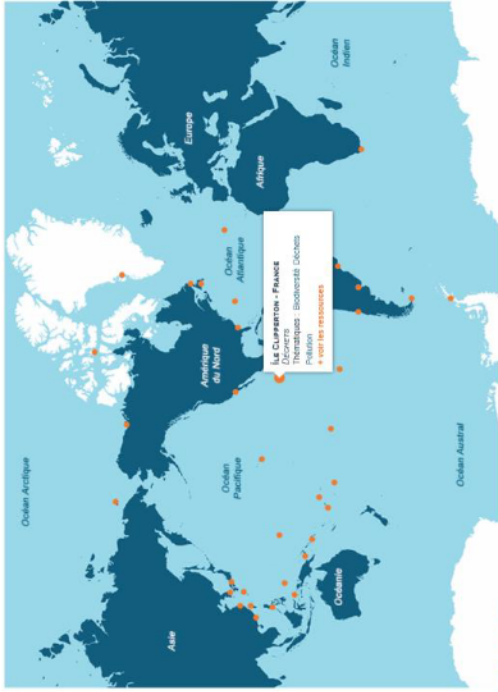 Océan Arctique
Asie
Amérique
du Nord
Europe
Afrique
Océan
Pacifique
Océan
Atlantique
Océan
Indien
Océanie
Océan Austral
ÎLE CLIPPERTON - FRANCE
DÉCHETS
Thématiques : Biodiversité Déchets
Pollution
+ voir les ressources